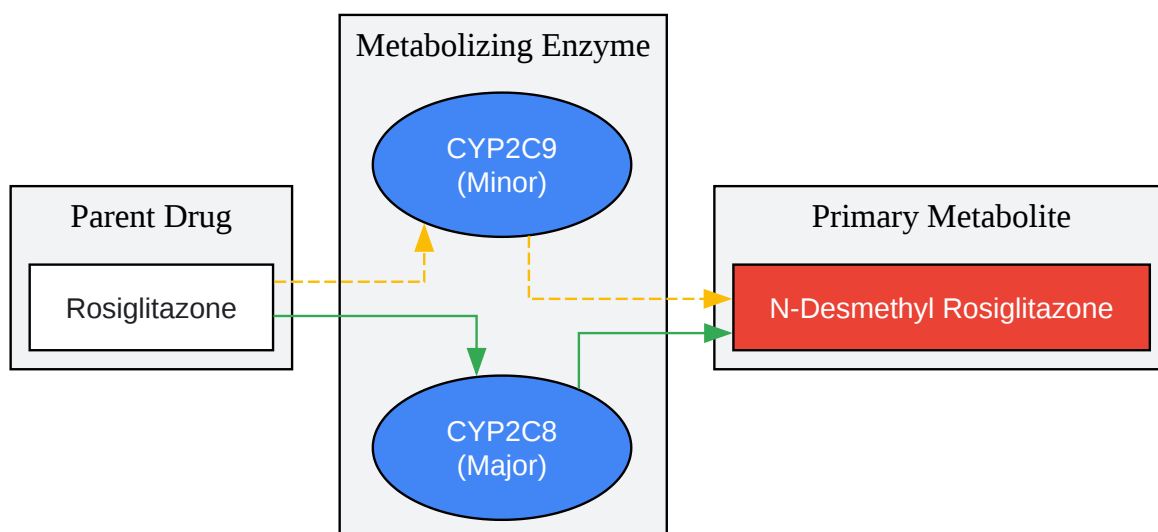 Parent Drug
Rosiglitazone
Metabolizing Enzyme
CYP2C9
(Minor)
CYP2C8
(Major)
Primary Metabolite
N-Desmethyl Rosiglitazone